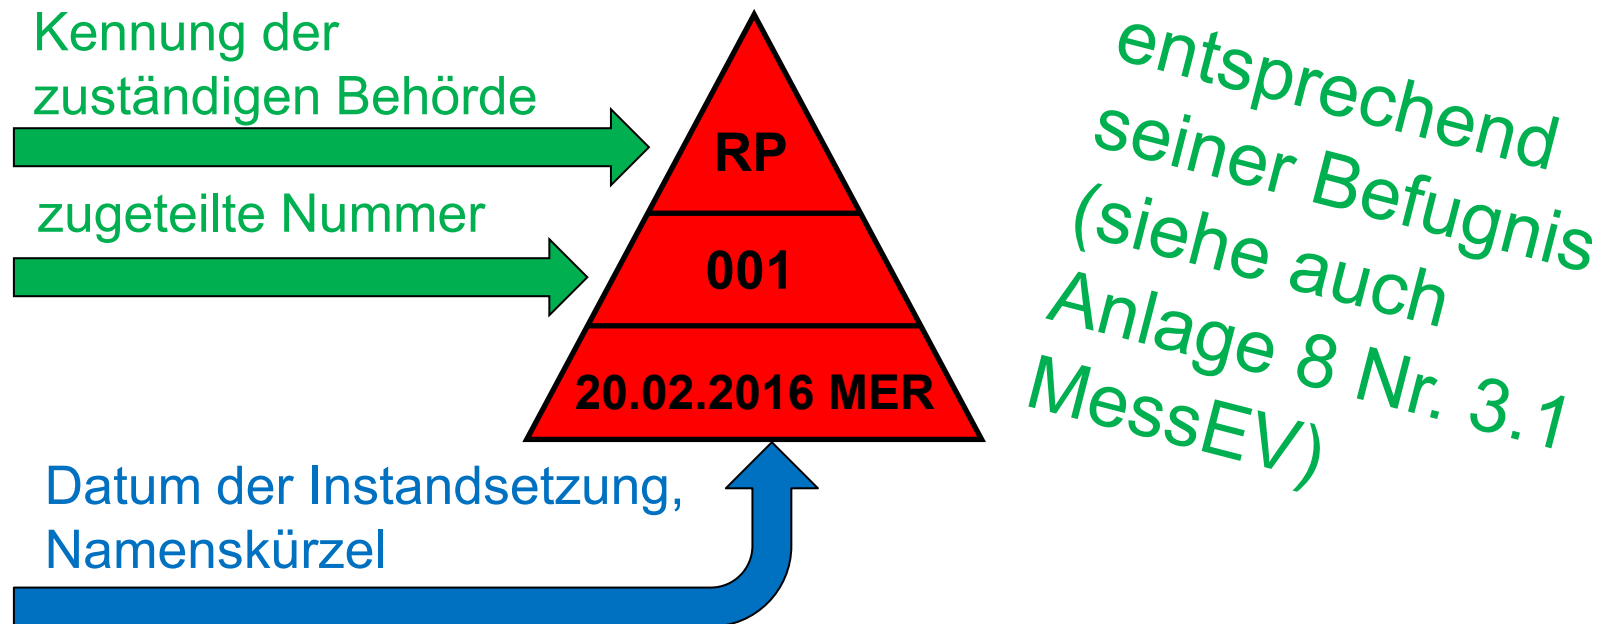 Kennung der
zuständigen Behörde
zugeteilte Nummer
RP
001
20.02.2016 MER
Datum der Instandsetzung,
Namenskürzel
entsprechend
seiner Befugnis
(siehe auch
Anlage 8 Nr. 3.1
MessEV)